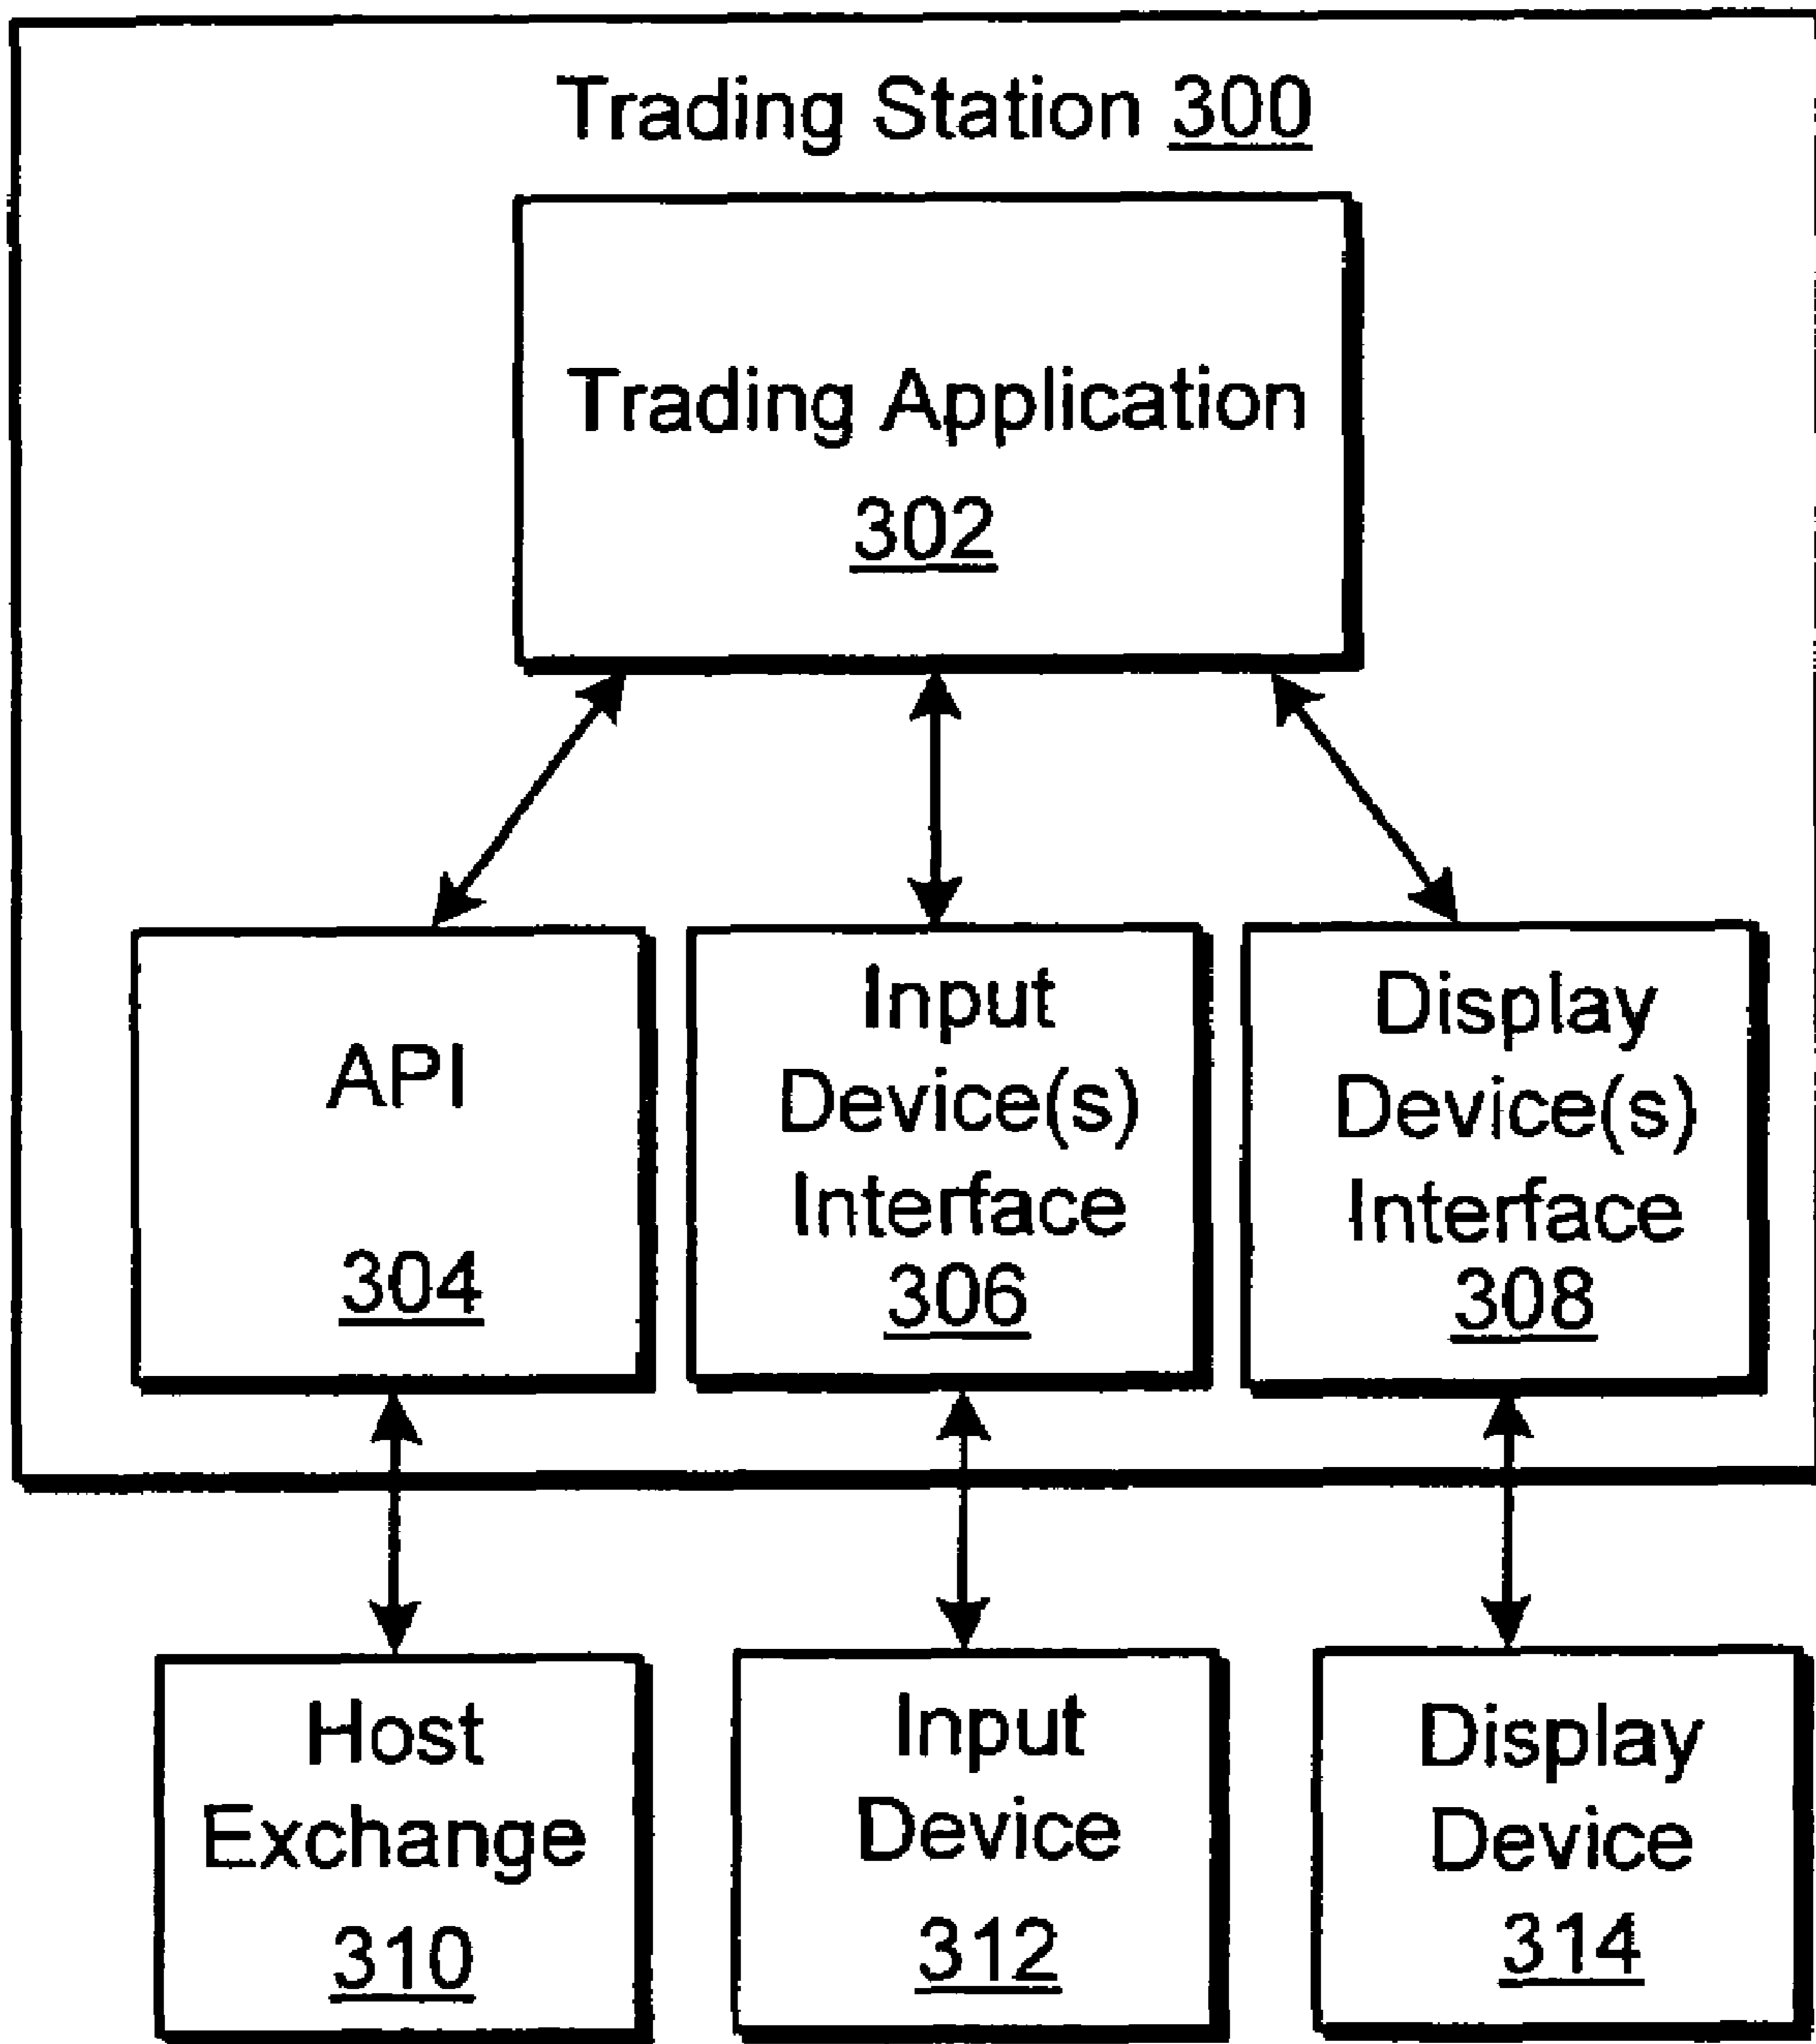 Trading Station 300
Trading Application
302
API
304
Input
Device(s)
Interface
306
Display
Device(s)
Interface
308
Host
Exchange
310
Input
Device
312
Display
Device
314